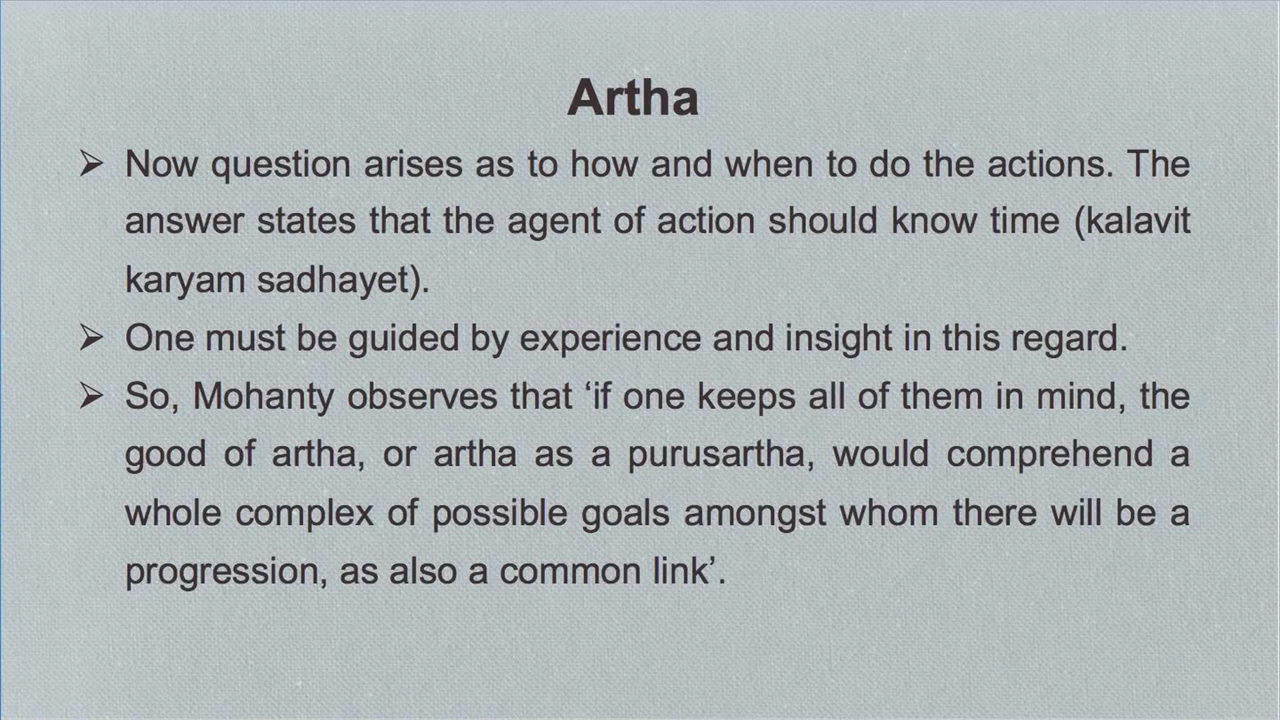 Artha
➢ Now question arises as to how and when to do the actions. The
answer states that the agent of action should know time (kalavit
karyam sadhayet).
➢ One must be guided by experience and insight in this regard.
➢ So, Mohanty observes that ‘if one keeps all of them in mind, the
good of artha, or artha as a purusartha, would comprehend a
whole complex of possible goals amongst whom there will be a
progression, as also a common link’.